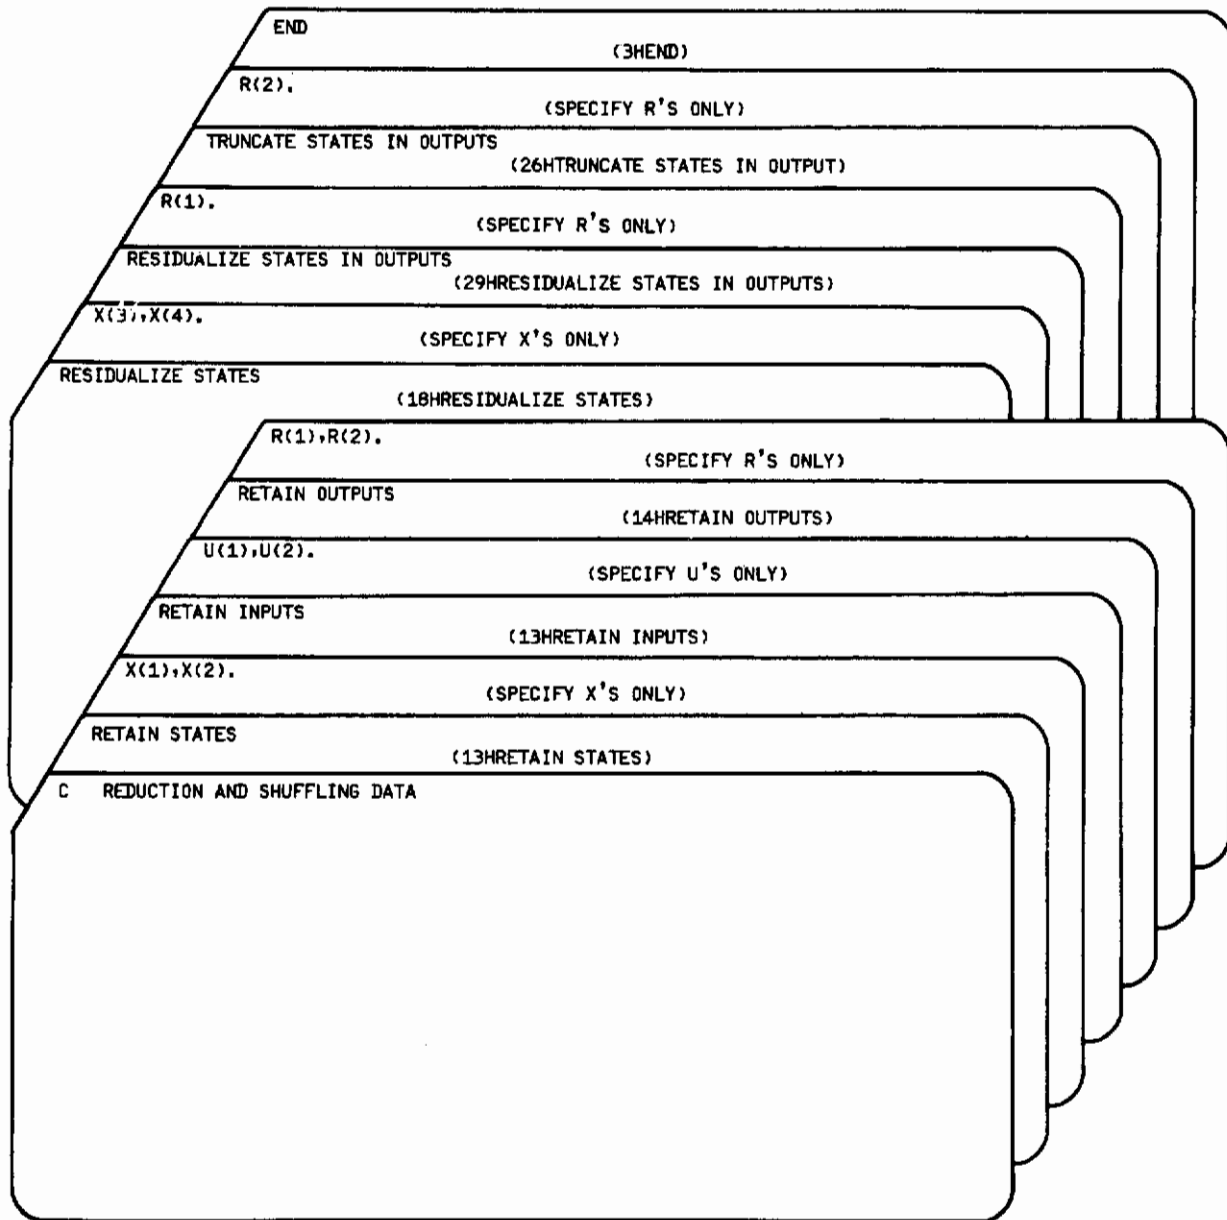 END
(3HEND)
R(2).
(SPECIFY R'S ONLY)
TRUNCATE STATES IN OUTPUTS
(26HTRUNCATE STATES IN OUTPUT)
R(1).
(SPECIFY R'S ONLY)
RESIDUALIZE STATES IN OUTPUTS
(29HRESIDUALIZE STATES IN OUTPUTS)
X(3),X(4).
(SPECIFY X'S ONLY)
RESIDUALIZE STATES
(18HRESIDUALIZE STATES)
R(1),R(2).
(SPECIFY R'S ONLY)
RETAIN OUTPUTS
(14HRETAIN OUTPUTS)
U(1),U(2).
(SPECIFY U'S ONLY)
RETAIN INPUTS
(13HRETAIN INPUTS)
X(1),X(2).
(SPECIFY X'S ONLY)
RETAIN STATES
(13HRETAIN STATES)
C REDUCTION AND SHUFFLING DATA